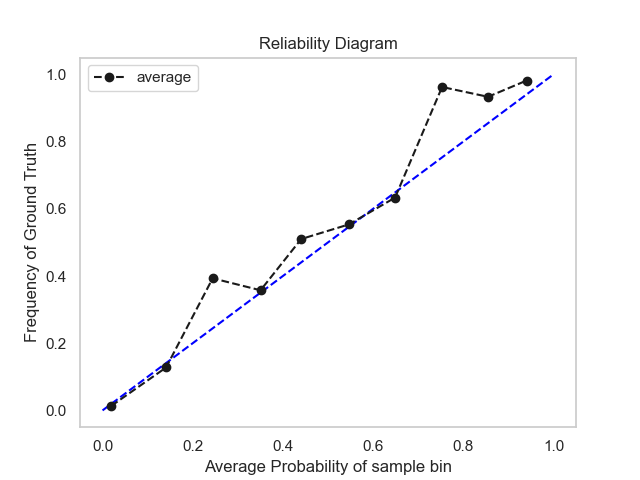 Reliability Diagram
average
1.0
0.8
0.6
0.4
0.2
0.0
Frequency of Ground Truth
0.0 0.2 0.4 0.6 0.8 1.0
Average Probability of sample bin